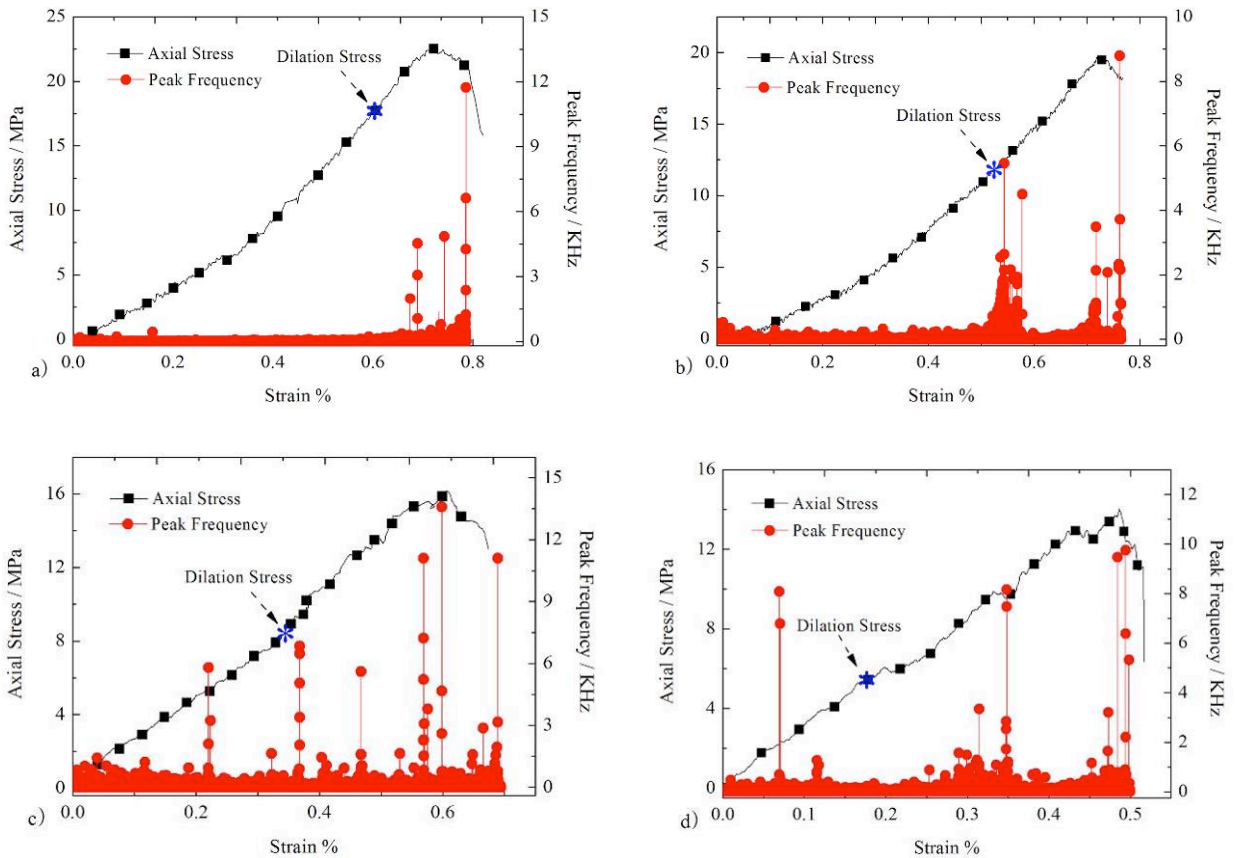 25
20
15
10
5
0
Axial Stress / MPa
Axial Stress
Peak Frequency
Dilation Stress
15
12
9
6
3
0
Peak Frequency / KHz
0.0 0.2 0.4 0.6 0.8
Strain %
a)
20
15
10
5
0
Axial Stress / MPa
Axial Stress
Peak Frequency
Dilation Stress
10
8
6
4
2
0
Peak Frequency / KHz
0.0 0.2 0.4 0.6 0.8
Strain %
b)
16
12
8
4
0
Axial Stress / MPa
Axial Stress
Peak Frequency
Dilation Stress
15
12
9
6
3
0
Peak Frequency / KHz
0.0 0.2 0.4 0.6
Strain %
c)
16
12
8
4
0
Axial Stress / MPa
Axial Stress
Peak Frequency
Dilation Stress
12
10
8
6
4
2
0
Peak Frequency / KHz
0.0 0.1 0.2 0.3 0.4 0.5
Strain %
d)